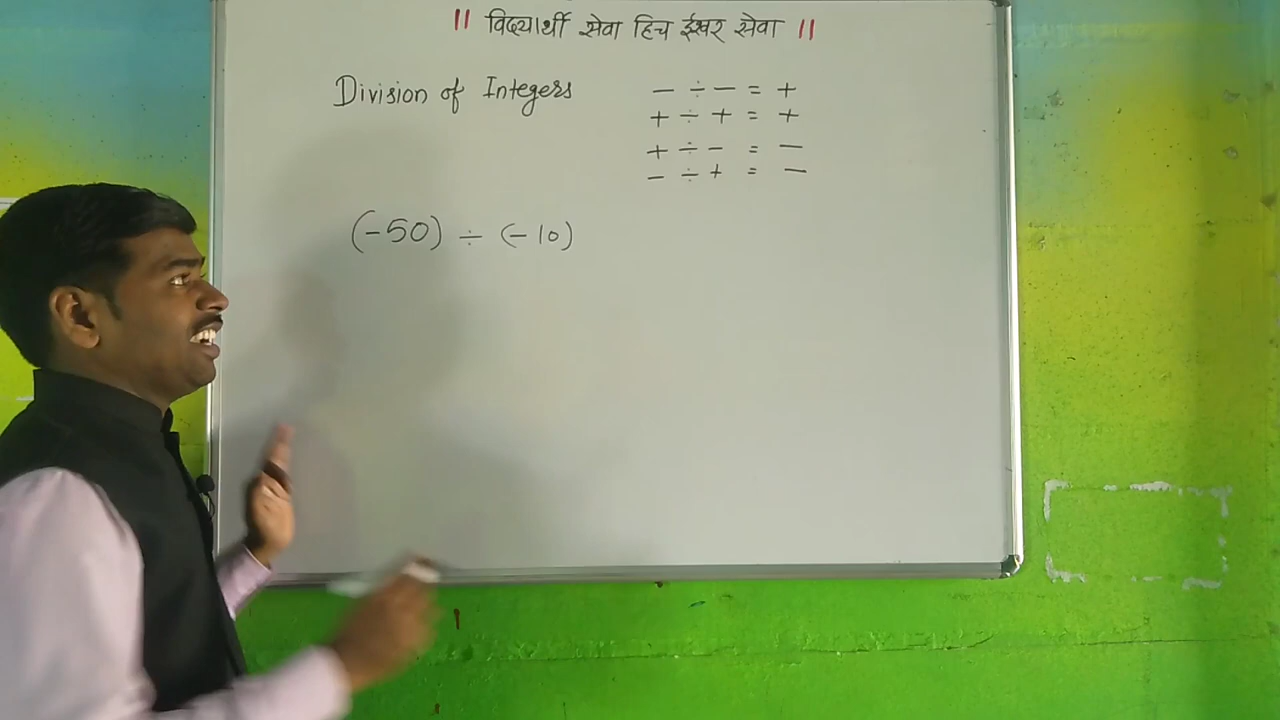 || विद्यार्थी सेवा हिच ईश्वर सेवा ||
Division of Integers
− ÷ − = +
+ ÷ + = +
+ ÷ − = −
− ÷ + = −
(−50) ÷ (−10)